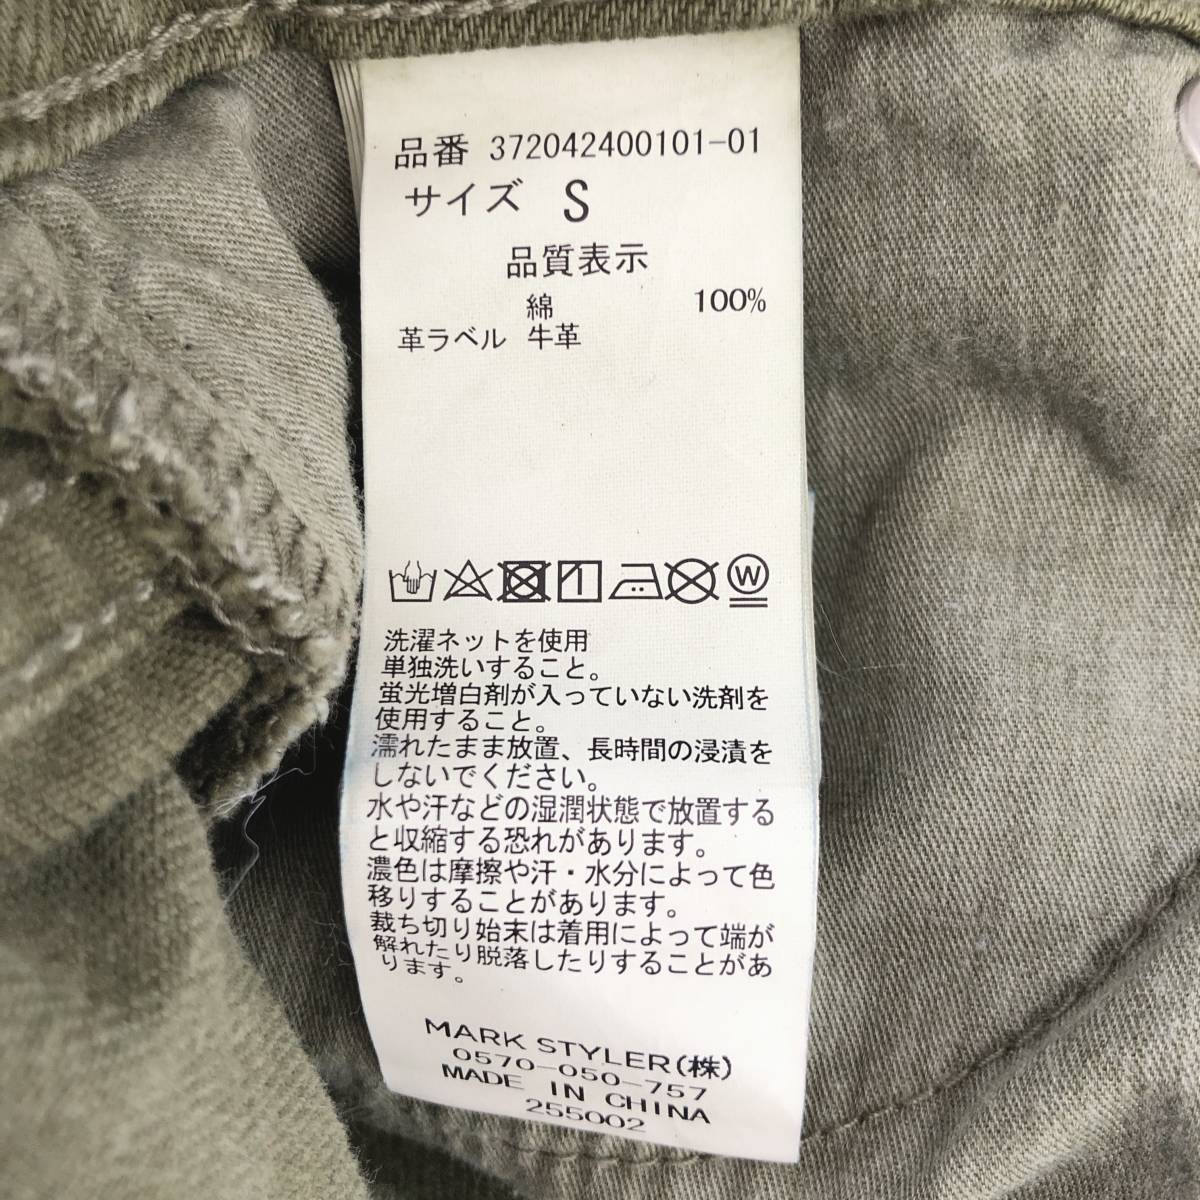 品番 372042400101-01
サイズ S
品質表示
綿 100%
革ラベル 牛革
W
洗濯ネットを使用
単独洗いすること。
蛍光増白剤が入っていない洗剤を
使用すること。
濡れたまま放置、長時間の浸漬を
しないでください。
水や汗などの湿潤状態で放置する
と収縮する恐れがあります。
濃色は摩擦や汗・水分によって色
移りすることがあります。
裁ち切り始末は着用によって端が
解れたり脱落したりすることがあ
ります。
MARK STYLER(株)
0570-050-757
MADE IN CHINA
255002